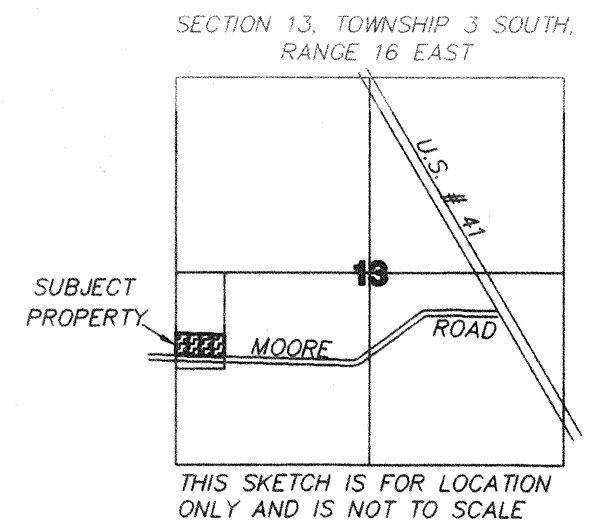 SECTION 13, TOWNSHIP 3 SOUTH,
RANGE 16 EAST
U.S. # 41
13
SUBJECT
PROPERTY
MOORE
ROAD
THIS SKETCH IS FOR LOCATION
ONLY AND IS NOT TO SCALE